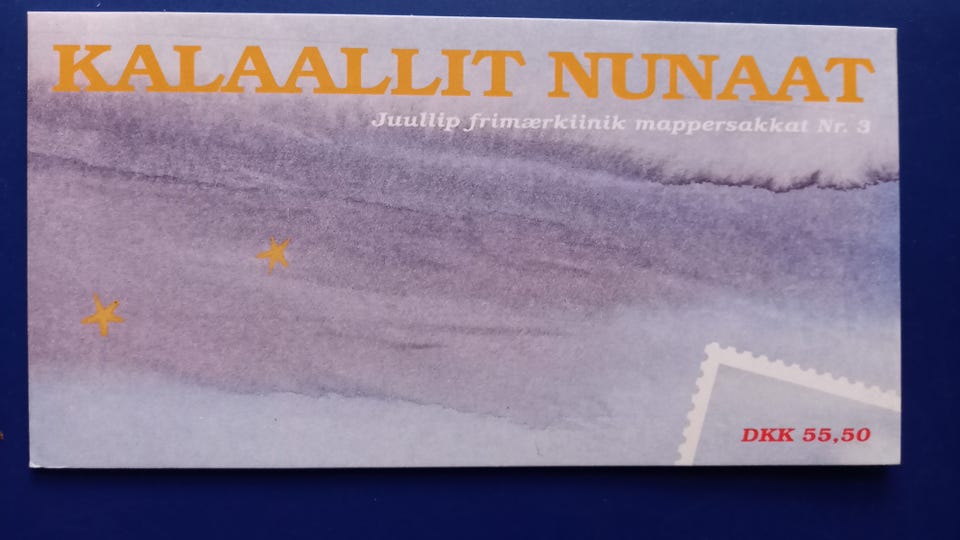 KALAALLIT NUNAAT
Juullip frimærkiinik mappersakkat Nr. 3
DKK 55,50